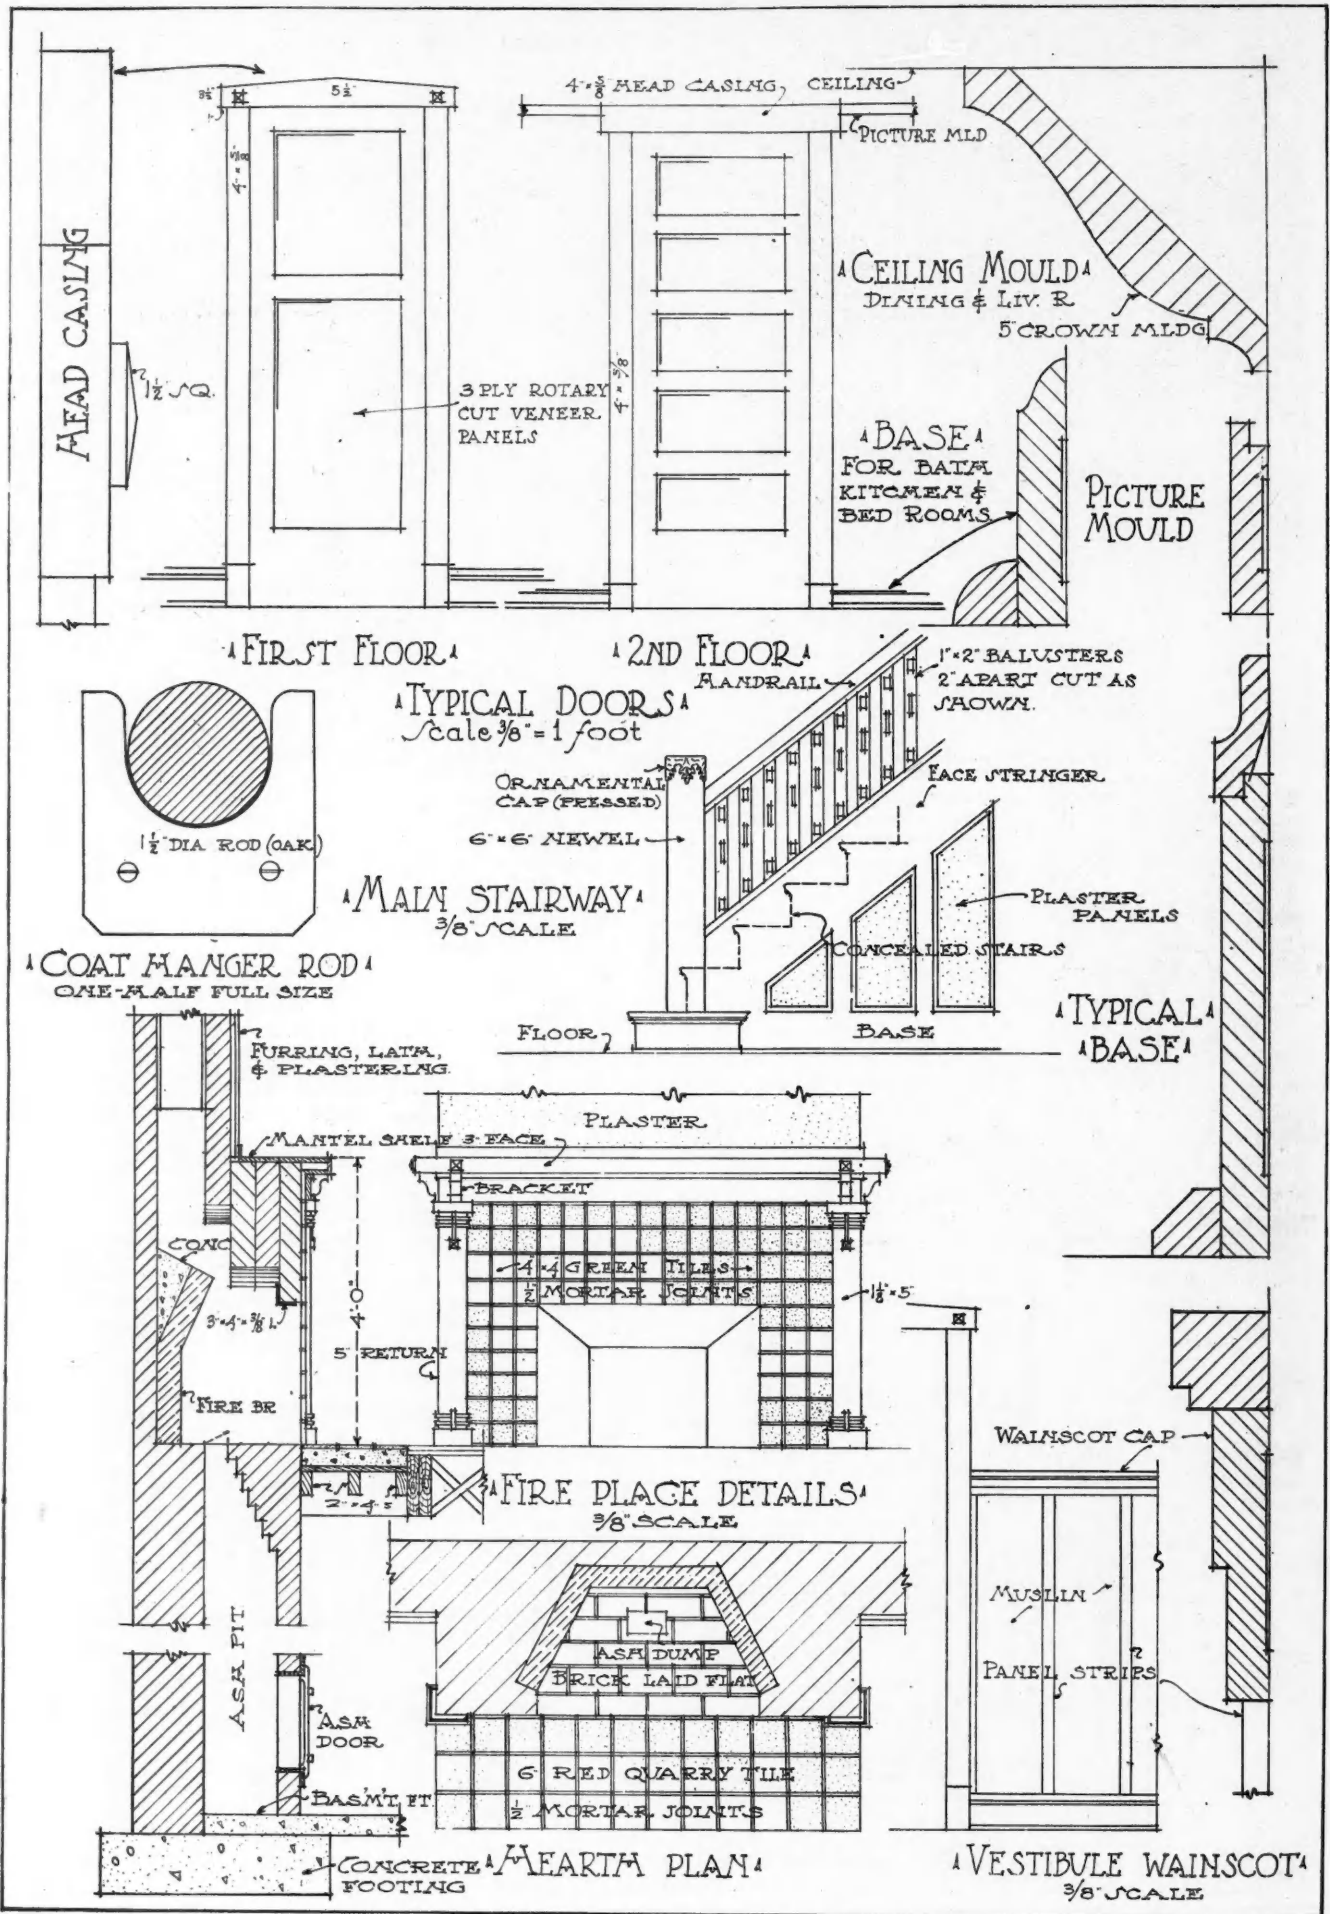 HEAD CASING
3½"
5½"
4" × ⅝"
1½" SQ.
3 PLY ROTARY
CUT VENEER
PANELS
4" × ⅝" HEAD CASING
CEILING
PICTURE MLD
4" × 5/8"
CEILING MOULD
DINING & LIV. R
5" CROWN MLDG
BASE
FOR BATH
KITCHEN &
BED ROOMS
PICTURE
MOULD
FIRST FLOOR
2ND FLOOR
TYPICAL DOORS
Scale 3/8" = 1 foot
1½" DIA ROD (OAK)
COAT HANGER ROD
ONE-HALF FULL SIZE
HANDRAIL
1" × 2" BALUSTERS
2" APART CUT AS
SHOWN.
ORNAMENTAL
CAP (PRESSED)
FACE STRINGER
6" × 6" NEWEL
MAIN STAIRWAY
3/8" SCALE
PLASTER
PANELS
CONCEALED STAIRS
FLOOR
BASE
TYPICAL
BASE
FURRING, LATH,
& PLASTERING
PLASTER
MANTEL SHELF 3" FACE
BRACKET
CONC
4" × 4" GREEN TILES
½" MORTAR JOINTS
1⅛" × 5"
3" × 4" × 3/8 L
4'-0"
5" RETURN
FIRE BR
2" × 4"S
FIRE PLACE DETAILS
3/8" SCALE
ASH PIT
ASH
DOOR
BASM'T FT.
CONCRETE
FOOTING
ASH DUMP
BRICK LAID FLAT
6" RED QUARRY TILE
½" MORTAR JOINTS
HEARTH PLAN
WAINSCOT CAP
MUSLIN
PANEL STRIPS
VESTIBULE WAINSCOT
3/8" SCALE